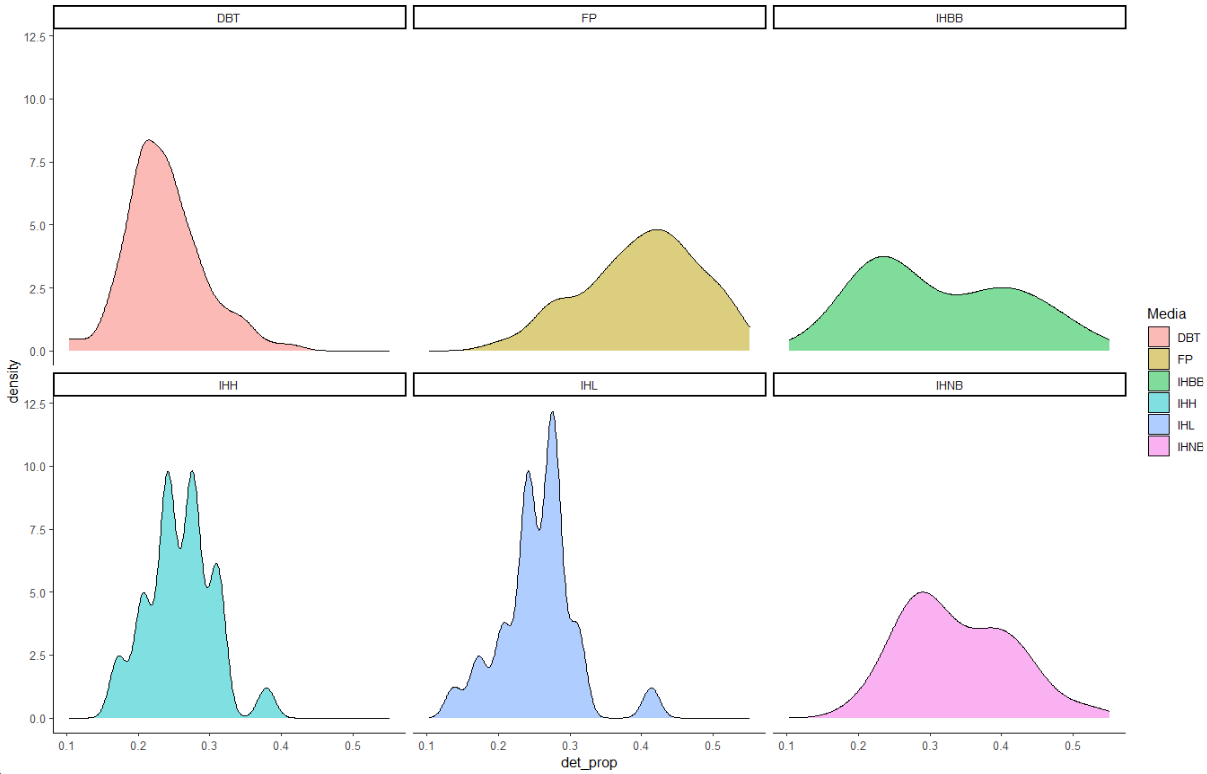 DBT FP IHBB
12.5
10.0
7.5
5.0
2.5
0.0
density
IHH IHL IHNB
12.5
10.0
7.5
5.0
2.5
0.0
0.1 0.2 0.3 0.4 0.5 0.1 0.2 0.3 0.4 0.5 0.1 0.2 0.3 0.4 0.5
det_prop
Media
DBT
FP
IHBB
IHH
IHL
IHNB